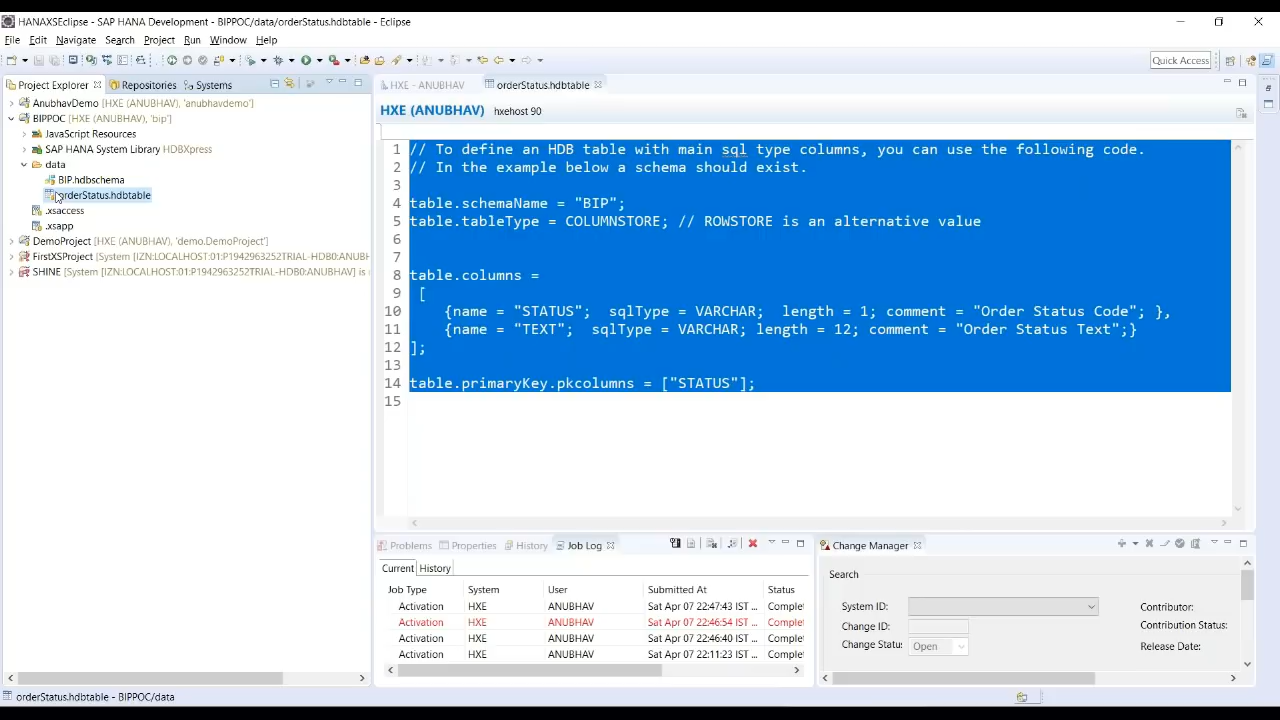 HANAXSEclipse - SAP HANA Development - BIPPOC/data/orderStatus.hdbtable - Eclipse
File Edit Navigate Search Project Run Window Help
Quick Access
Project Explorer Repositories Systems
AnubhavDemo [HXE (ANUBHAV), 'anubhavdemo']
BIPPOC [HXE (ANUBHAV), 'bip']
JavaScript Resources
SAP HANA System Library HDBXpress
data
BIP.hdbschema
orderStatus.hdbtable
.xsaccess
.xsapp
DemoProject [HXE (ANUBHAV), 'demo.DemoProject']
FirstXSProject [System [IZN:LOCALHOST:01:P1942963252TRIAL-HDB0:ANUBHAV]
SHINE [System [IZN:LOCALHOST:01:P1942963252TRIAL-HDB0:ANUBHAV] is
HXE - ANUBHAV orderStatus.hdbtable
HXE (ANUBHAV) hxehost 90
1 // To define an HDB table with main sql type columns, you can use the following code.
2 // In the example below a schema should exist.
3
4 table.schemaName = "BIP";
5 table.tableType = COLUMNSTORE; // ROWSTORE is an alternative value
6
7
8 table.columns =
9 [
10 {name = "STATUS"; sqlType = VARCHAR; length = 1; comment = "Order Status Code"; },
11 {name = "TEXT"; sqlType = VARCHAR; length = 12; comment = "Order Status Text";}
12 ];
13
14 table.primaryKey.pkcolumns = ["STATUS"];
15
Problems Properties History Job Log
Current History
Job Type System User Submitted At Status
Activation HXE ANUBHAV Sat Apr 07 22:47:43 IST ... Comple
Activation HXE ANUBHAV Sat Apr 07 22:46:54 IST ... Comple
Activation HXE ANUBHAV Sat Apr 07 22:46:40 IST ... Comple
Activation HXE ANUBHAV Sat Apr 07 22:11:23 IST ... Comple
Change Manager
Search
System ID: Contributor:
Change ID: Contribution Status:
Change Statu: Open Release Date:
orderStatus.hdbtable - BIPPOC/data